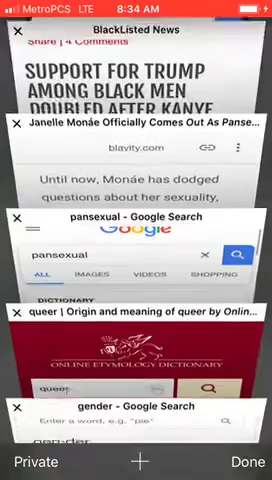 MetroPCS LTE 8:34 AM
BlackListed News
Share | 4 Comments
SUPPORT FOR TRUMP
AMONG BLACK MEN
DOUBLED AFTER KANYE
Janelle Monáe Officially Comes Out As Panse...
blavity.com
Until now, Monáe has dodged
questions about her sexuality,
pansexual - Google Search
Google
pansexual
ALL IMAGES VIDEOS SHOPPING
DICTIONARY
queer | Origin and meaning of queer by Onlin...
ONLINE ETYMOLOGY DICTIONARY
queer
gender - Google Search
Enter a word, e.g. "pie"
gender
Private
Done